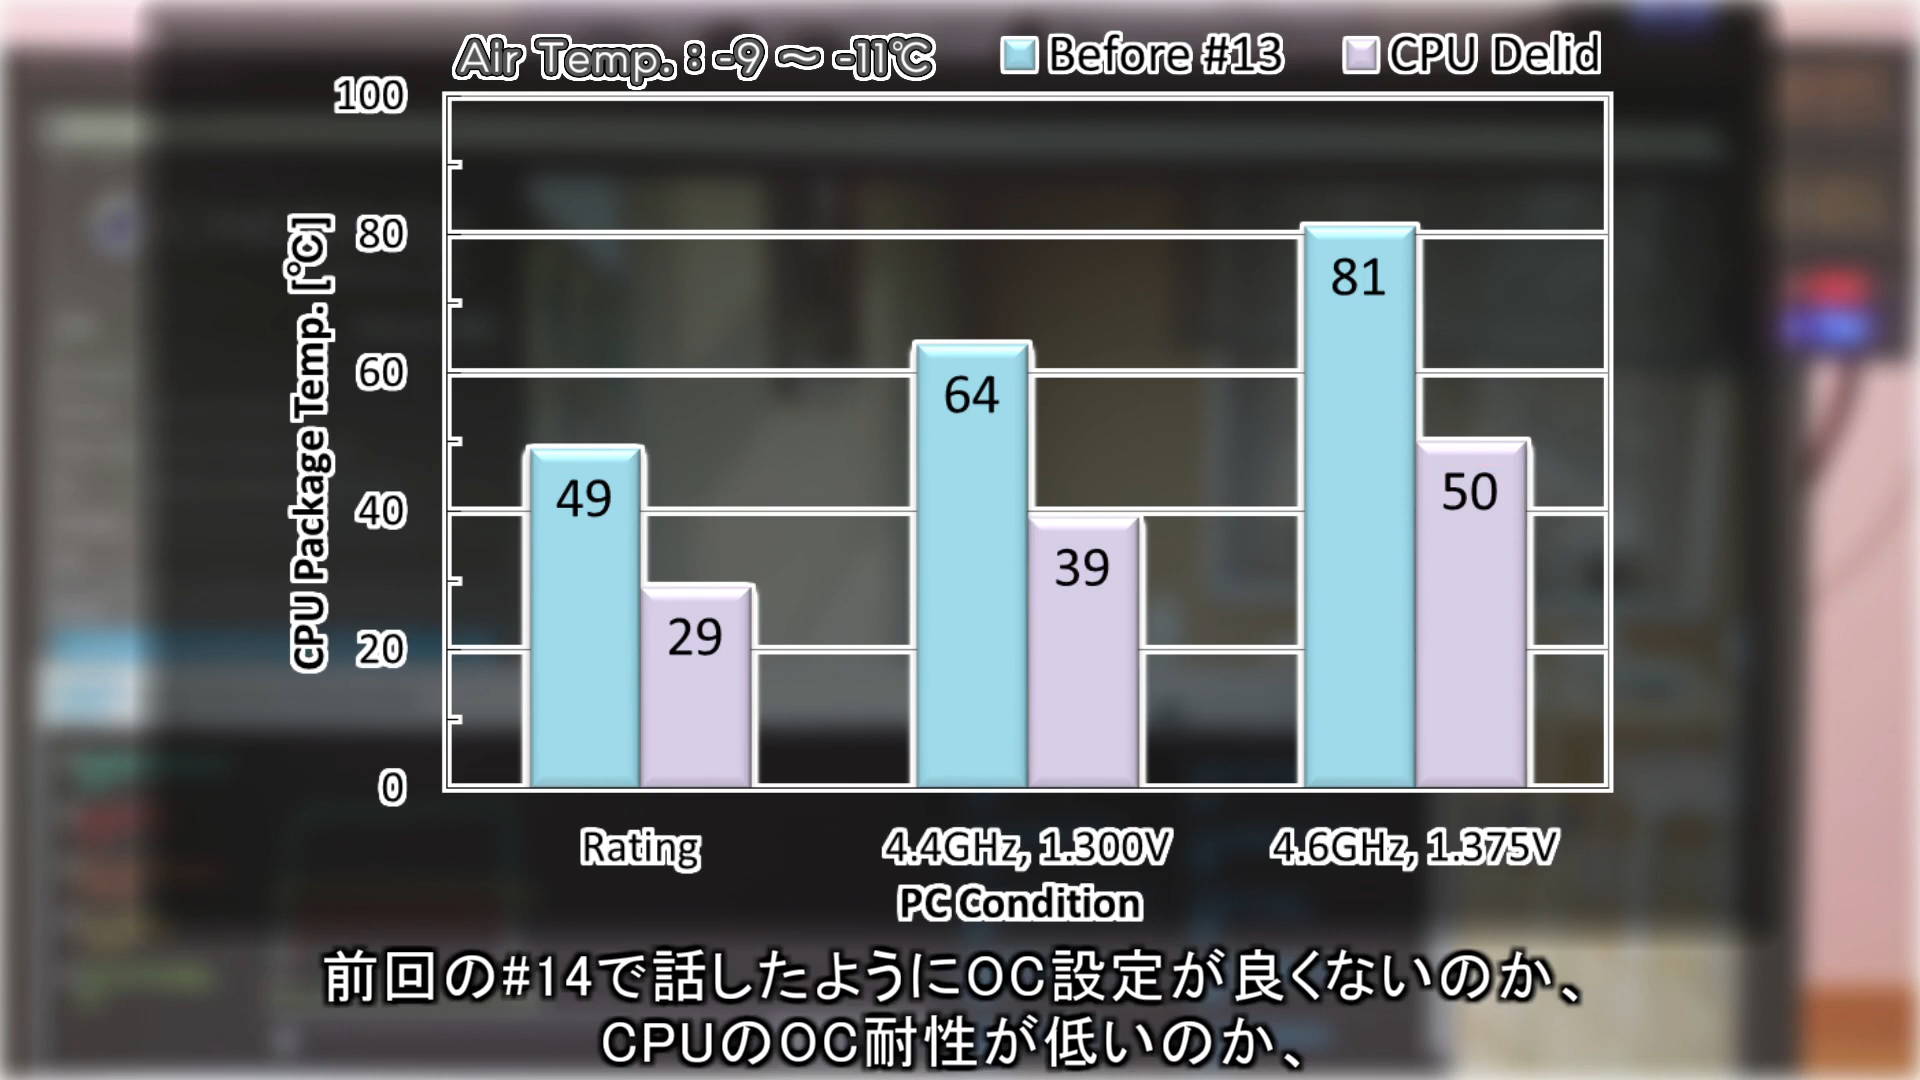 Air Temp. : -9 ～ -11℃
Before #13
CPU Delid
CPU Package Temp. [℃]
100
80
60
40
20
0
49
29
64
39
81
50
Rating
4.4GHz, 1.300V
4.6GHz, 1.375V
PC Condition
前回の#14で話したようにOC設定が良くないのか、
CPUのOC耐性が低いのか、